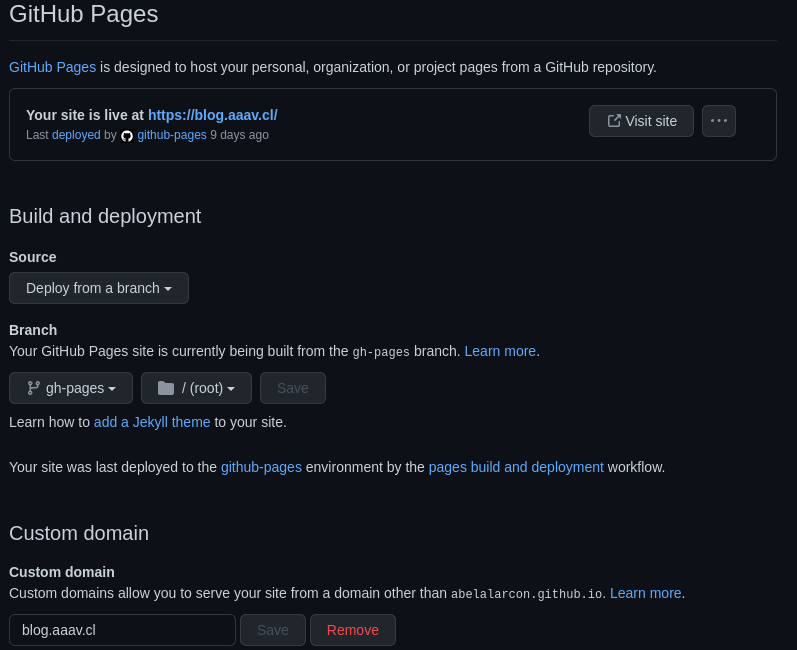 GitHub Pages
GitHub Pages is designed to host your personal, organization, or project pages from a GitHub repository.
Your site is live at https://blog.aaav.cl/
Visit site
Last deployed by github-pages 9 days ago
Build and deployment
Source
Deploy from a branch
Branch
Your GitHub Pages site is currently being built from the gh-pages branch. Learn more.
gh-pages / (root) Save
Learn how to add a Jekyll theme to your site.
Your site was last deployed to the github-pages environment by the pages build and deployment workflow.
Custom domain
Custom domain
Custom domains allow you to serve your site from a domain other than abelalarcon.github.io. Learn more.
blog.aaav.cl Save Remove